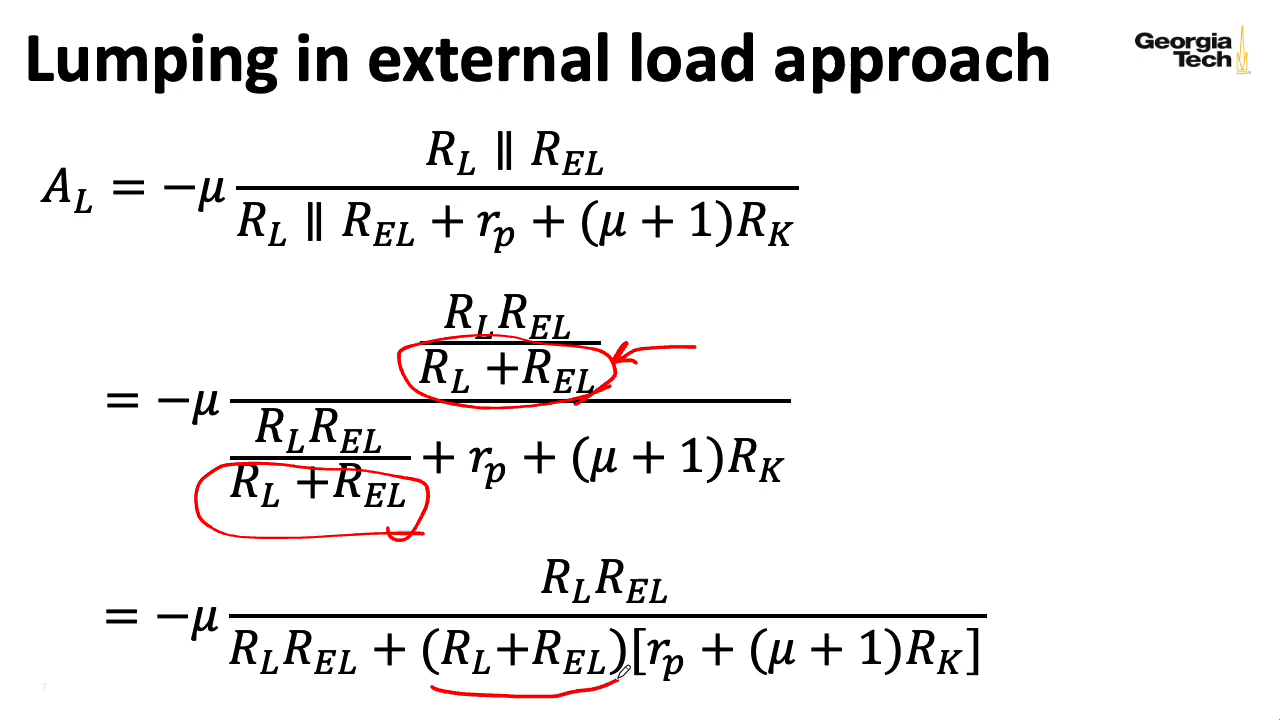 Lumping in external load approach
Georgia
Tech
A_L = −μ (R_L ∥ R_EL) / (R_L ∥ R_EL + r_p + (μ + 1)R_K)
= −μ (R_L R_EL / (R_L +R_EL)) / (R_L R_EL / (R_L +R_EL) + r_p + (μ + 1)R_K)
= −μ R_L R_EL / (R_L R_EL + (R_L+R_EL)[r_p + (μ + 1)R_K])
7